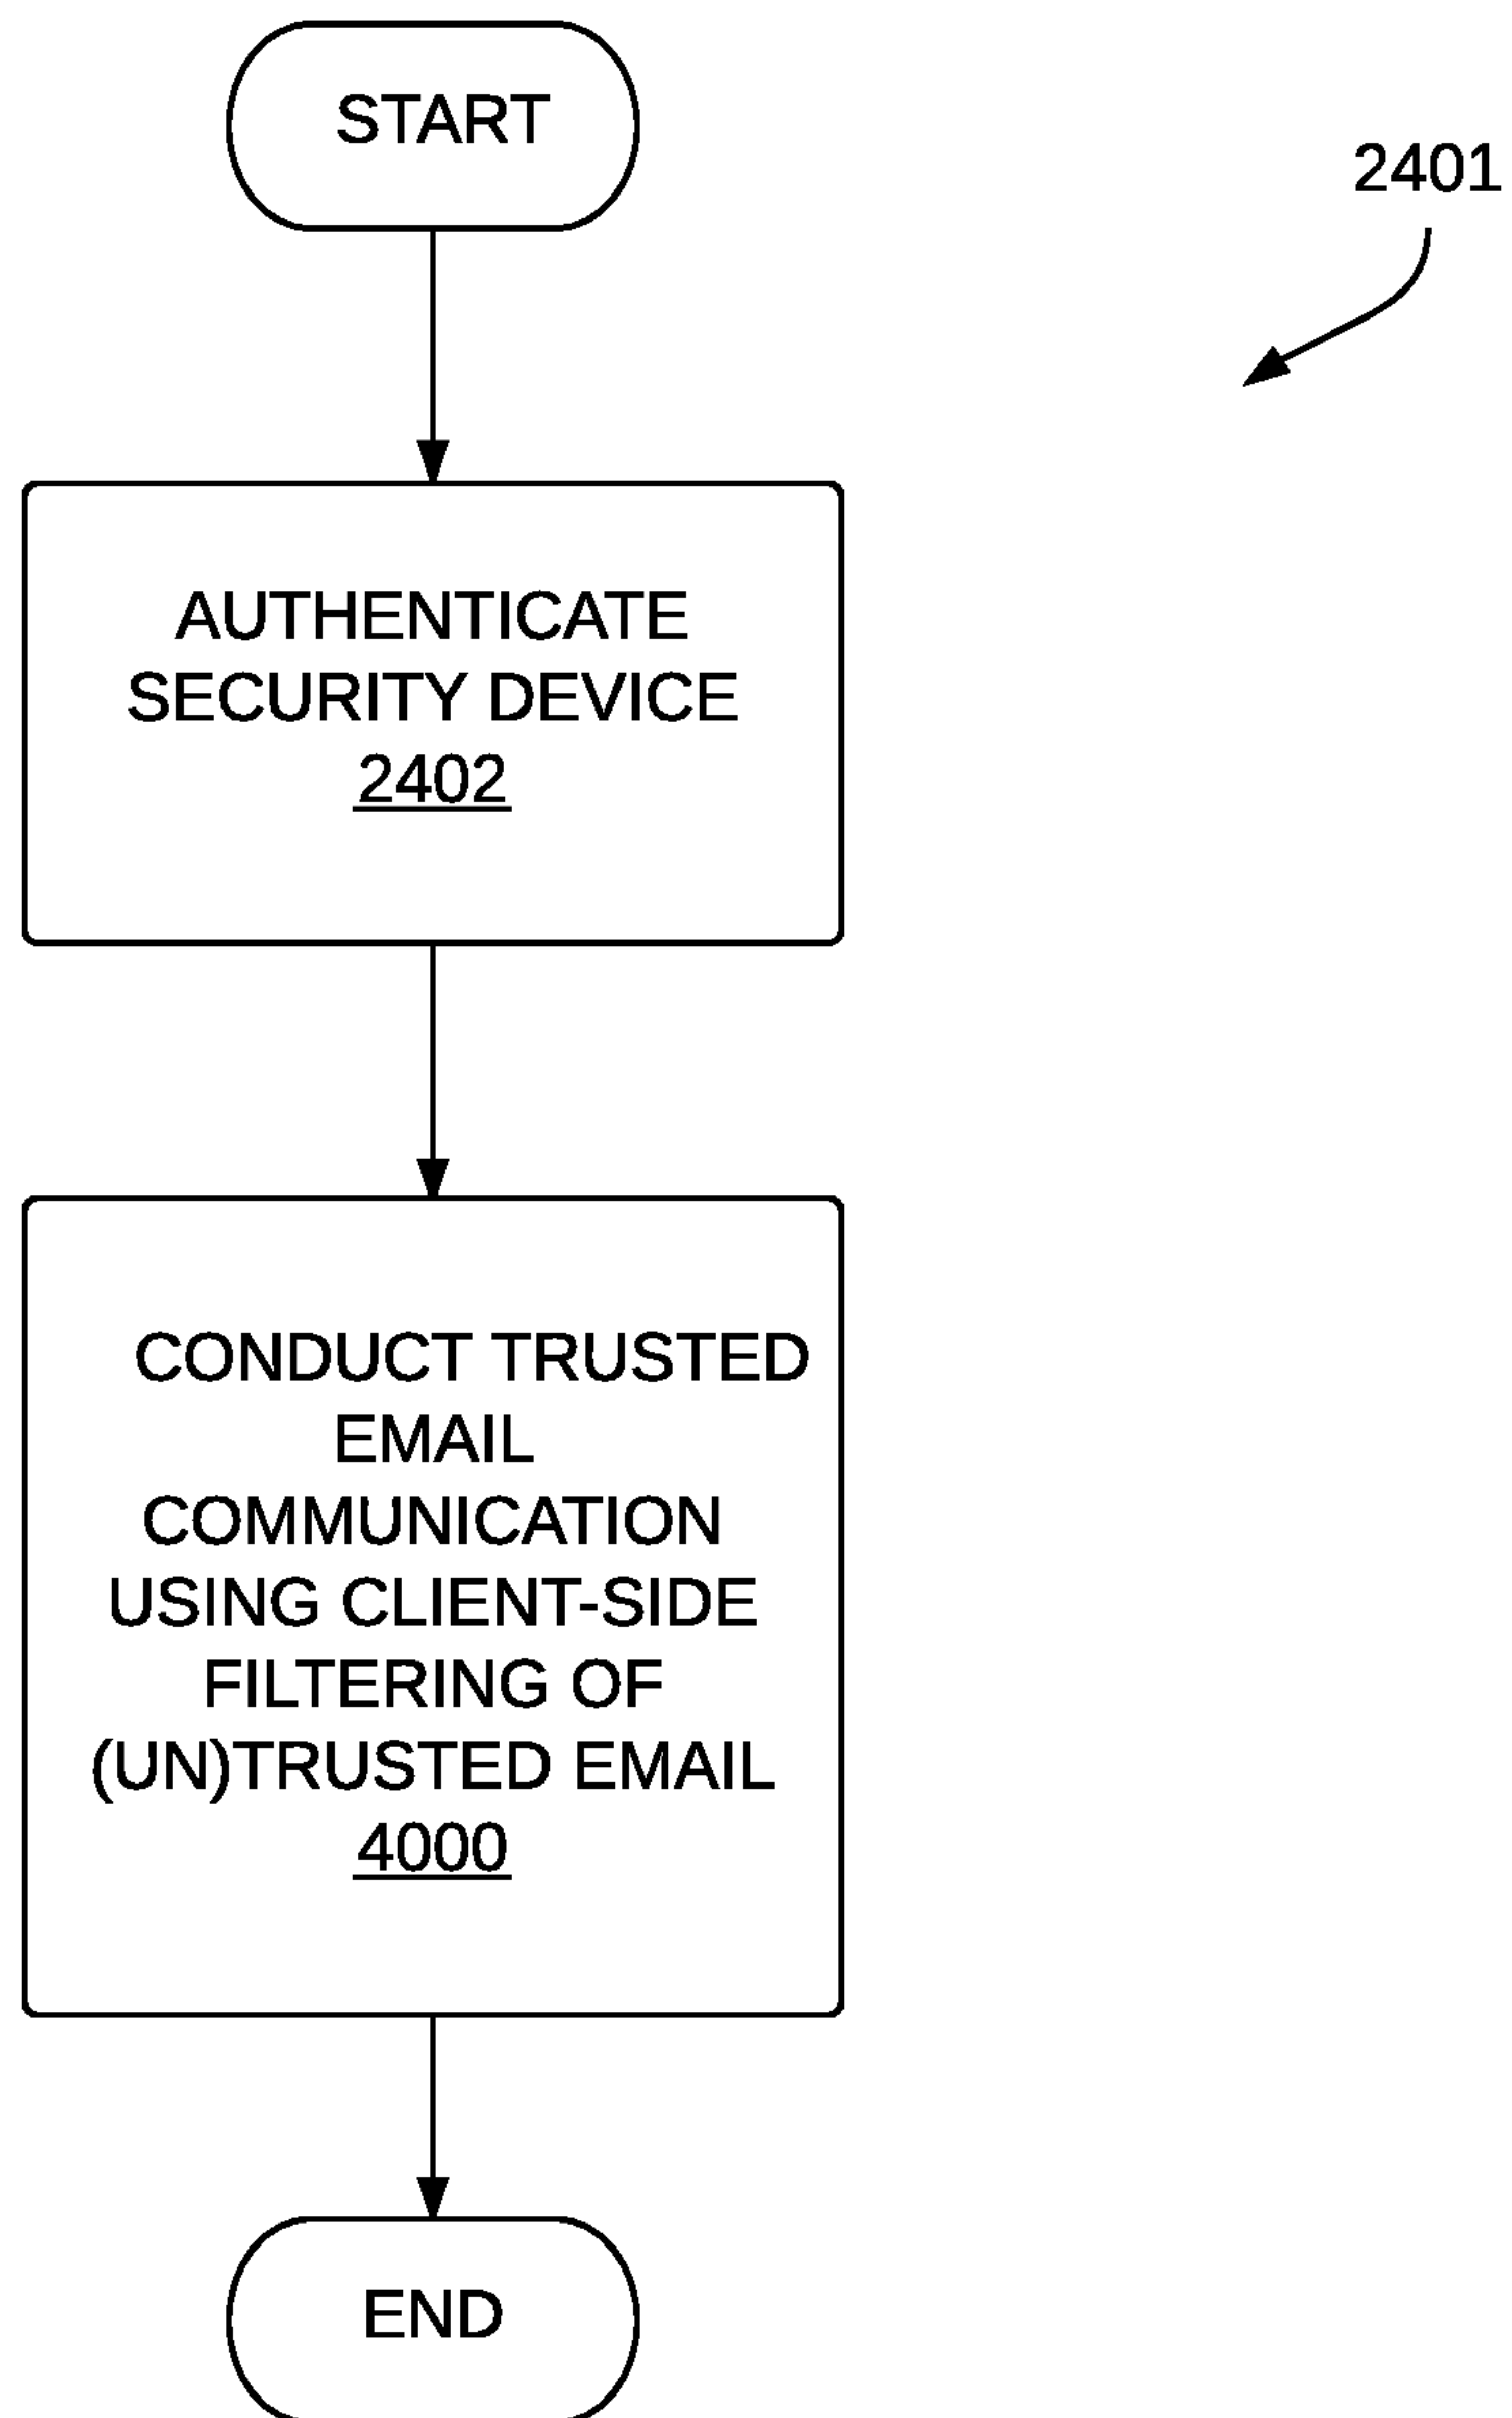 START
2401
AUTHENTICATE
SECURITY DEVICE
2402
CONDUCT TRUSTED
EMAIL
COMMUNICATION
USING CLIENT-SIDE
FILTERING OF
(UN)TRUSTED EMAIL
4000
END